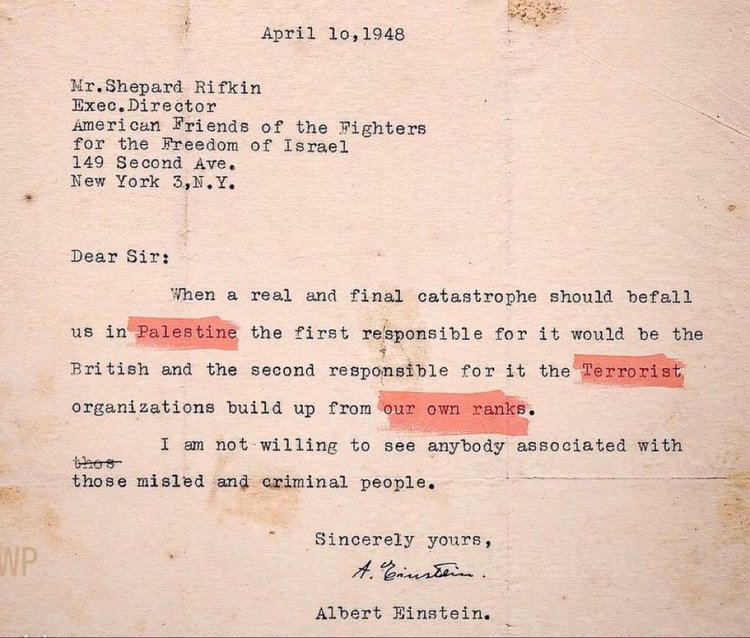 April 1o,1948
Mr.Shepard Rifkin
Exec.Director
American Friends of the Fighters
for the Freedom of Israel
149 Second Ave.
New York 3,N.Y.
Dear Sir:
When a real and final catastrophe should befall
us in Palestine the first responsible for it would be the
British and the second responsible for it the Terrorist
organizations build up from our own ranks.
I am not willing to see anybody associated with
thos
those misled and criminal people.
Sincerely yours,
A. Einstein.
Albert Einstein.
WP